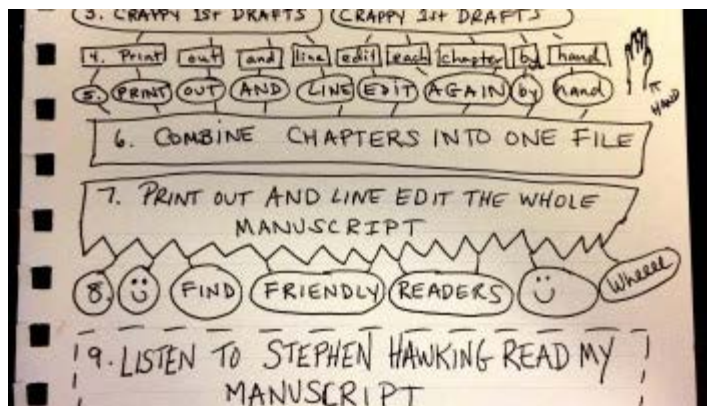 3. CRAPPY 1st DRAFTS CRAPPY 1st DRAFTS
4. Print out and line edit each chapter by hand
5. PRINT OUT AND LINE EDIT AGAIN by hand
HAND
6. COMBINE CHAPTERS INTO ONE FILE
7. PRINT OUT AND LINE EDIT THE WHOLE
MANUSCRIPT
8. FIND FRIENDLY READERS Wheeee
9. LISTEN TO STEPHEN HAWKING READ MY
MANUSCRIPT